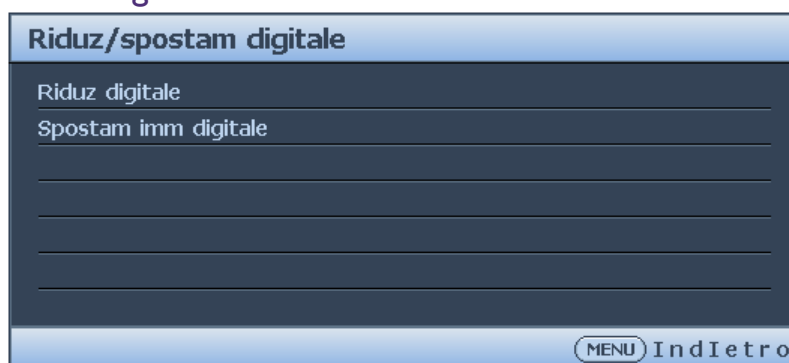 Riduz/spostam digitale
Riduz digitale
Spostam imm digitale
MENU IndIetro